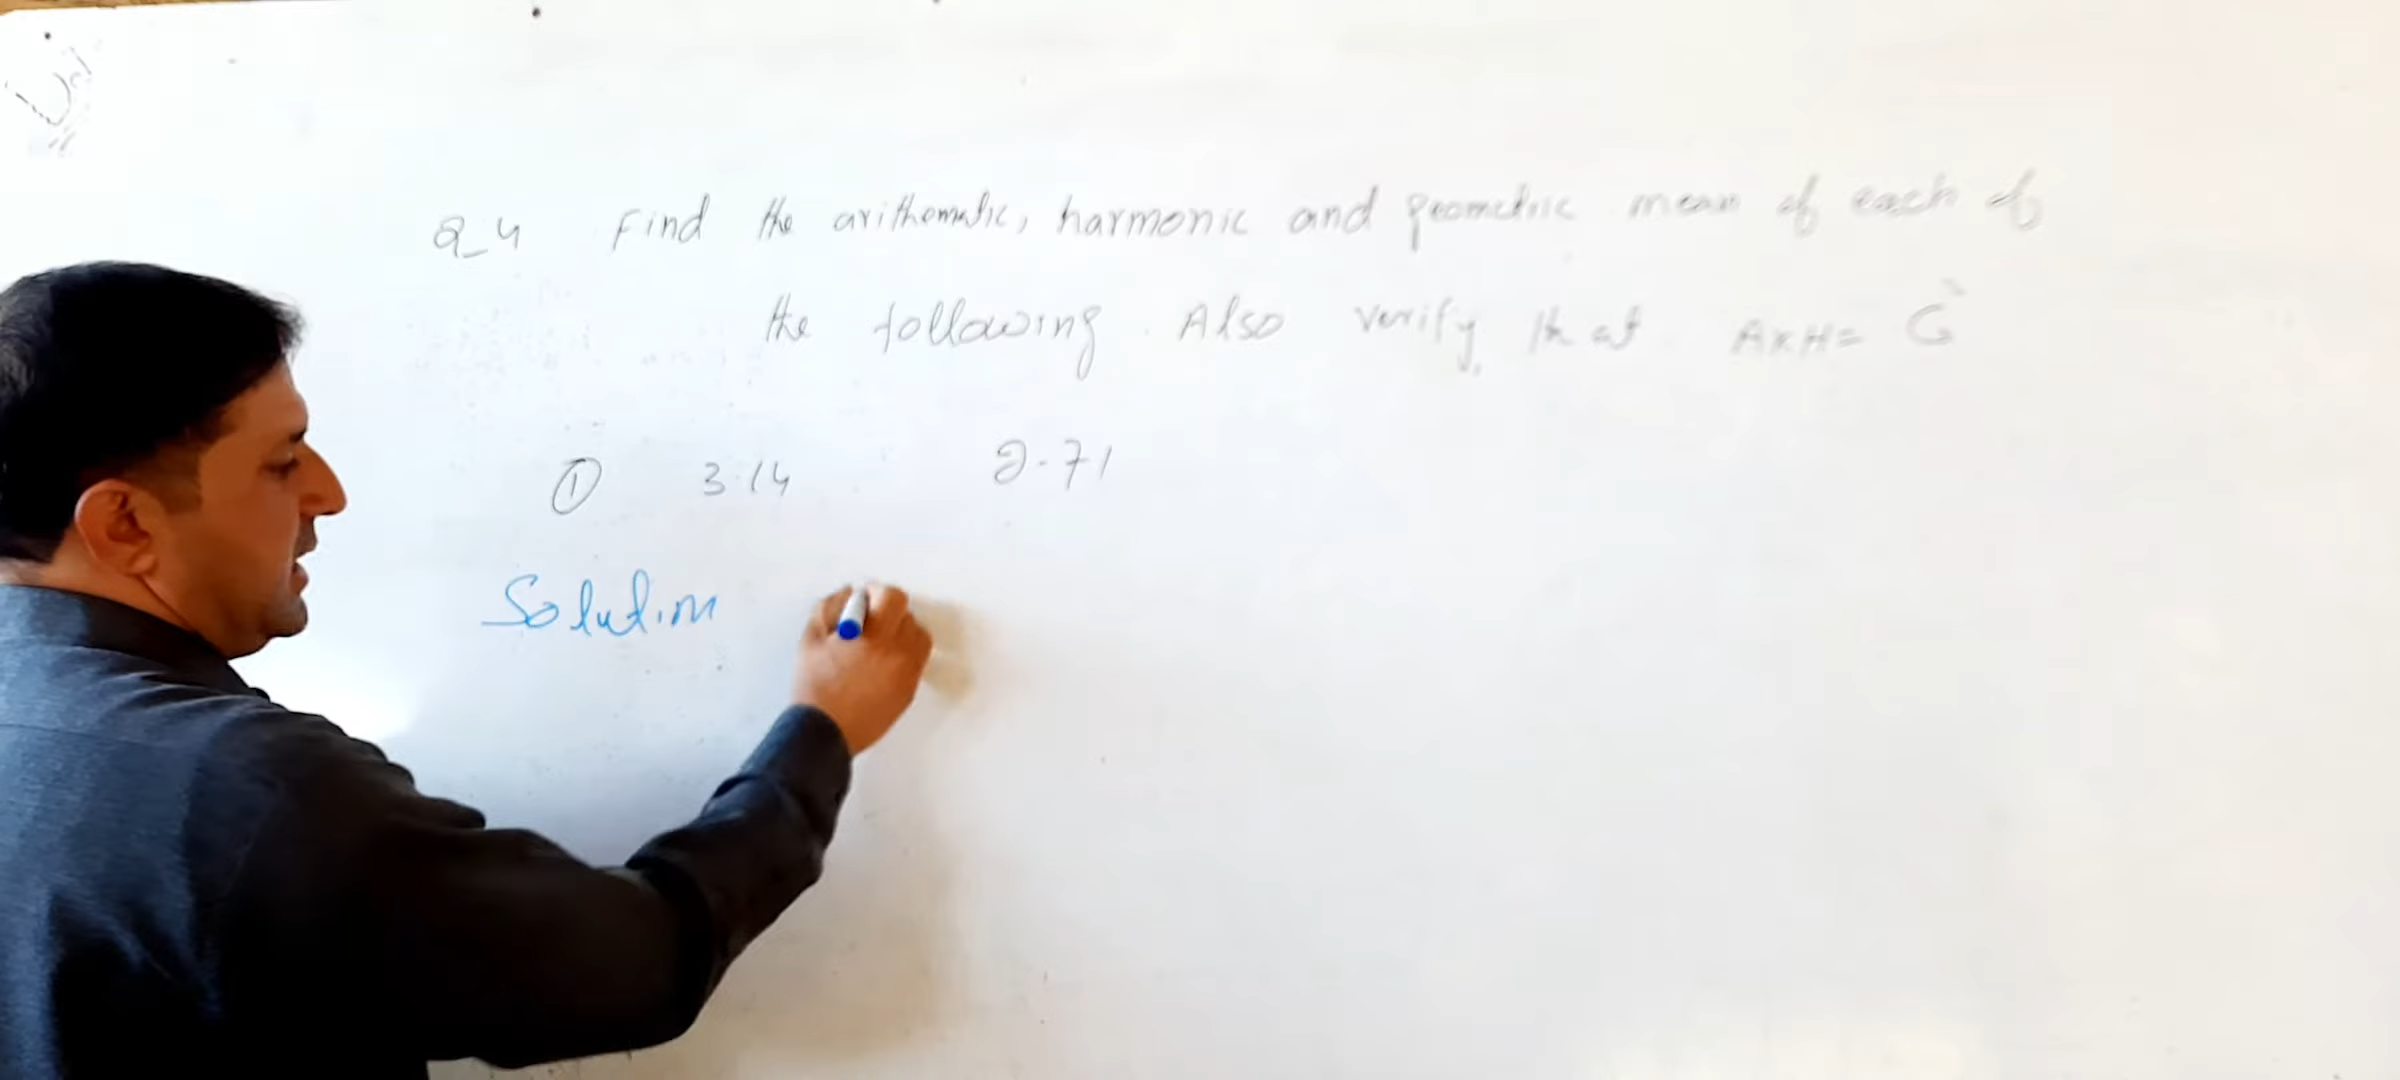 Q_4 Find the arithematic, harmonic and geometric mean of each of
the following. Also verify that A×H= G²
① 3.14 2.71
Solution